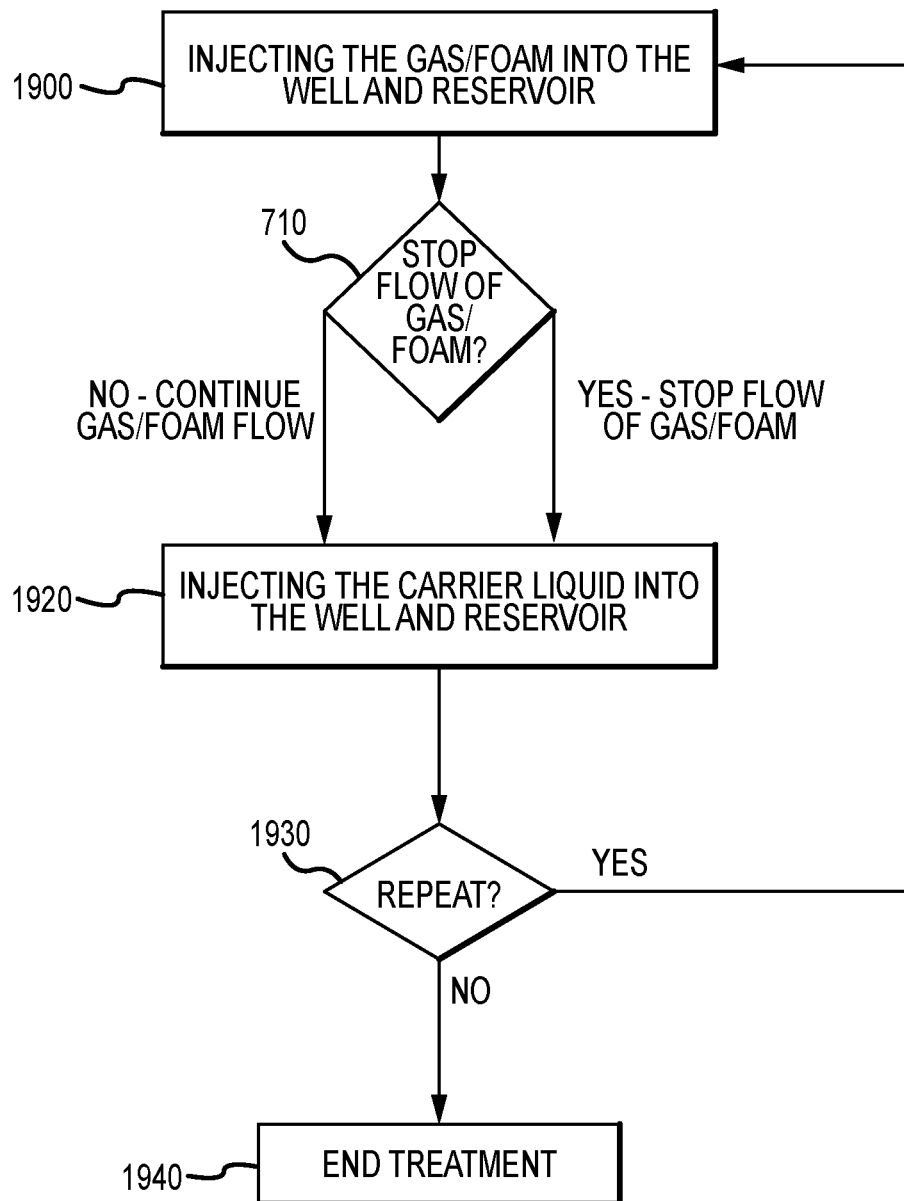 INJECTING THE GAS/FOAM INTO THE
WELL AND RESERVOIR
1900
710
STOP
FLOW OF
GAS/
FOAM?
NO - CONTINUE
GAS/FOAM FLOW
YES - STOP FLOW
OF GAS/FOAM
INJECTING THE CARRIER LIQUID INTO
THE WELL AND RESERVOIR
1920
1930
REPEAT?
YES
NO
END TREATMENT
1940